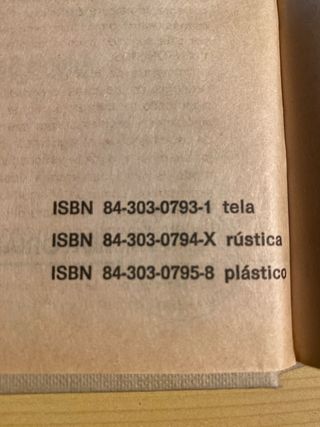 ISBN 84-303-0793-1 tela
ISBN 84-303-0794-X rústica
ISBN 84-303-0795-8 plástico